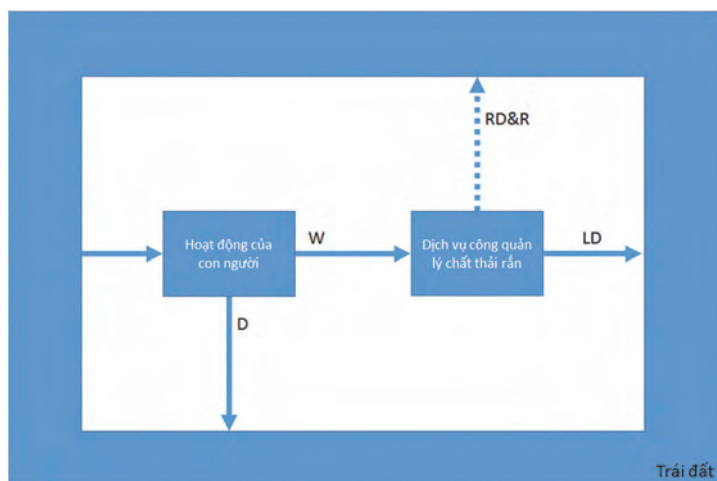 RD&R
Hoạt động của
con người
W
Dịch vụ công quản
lý chất thải rắn
LD
D
Trái đất